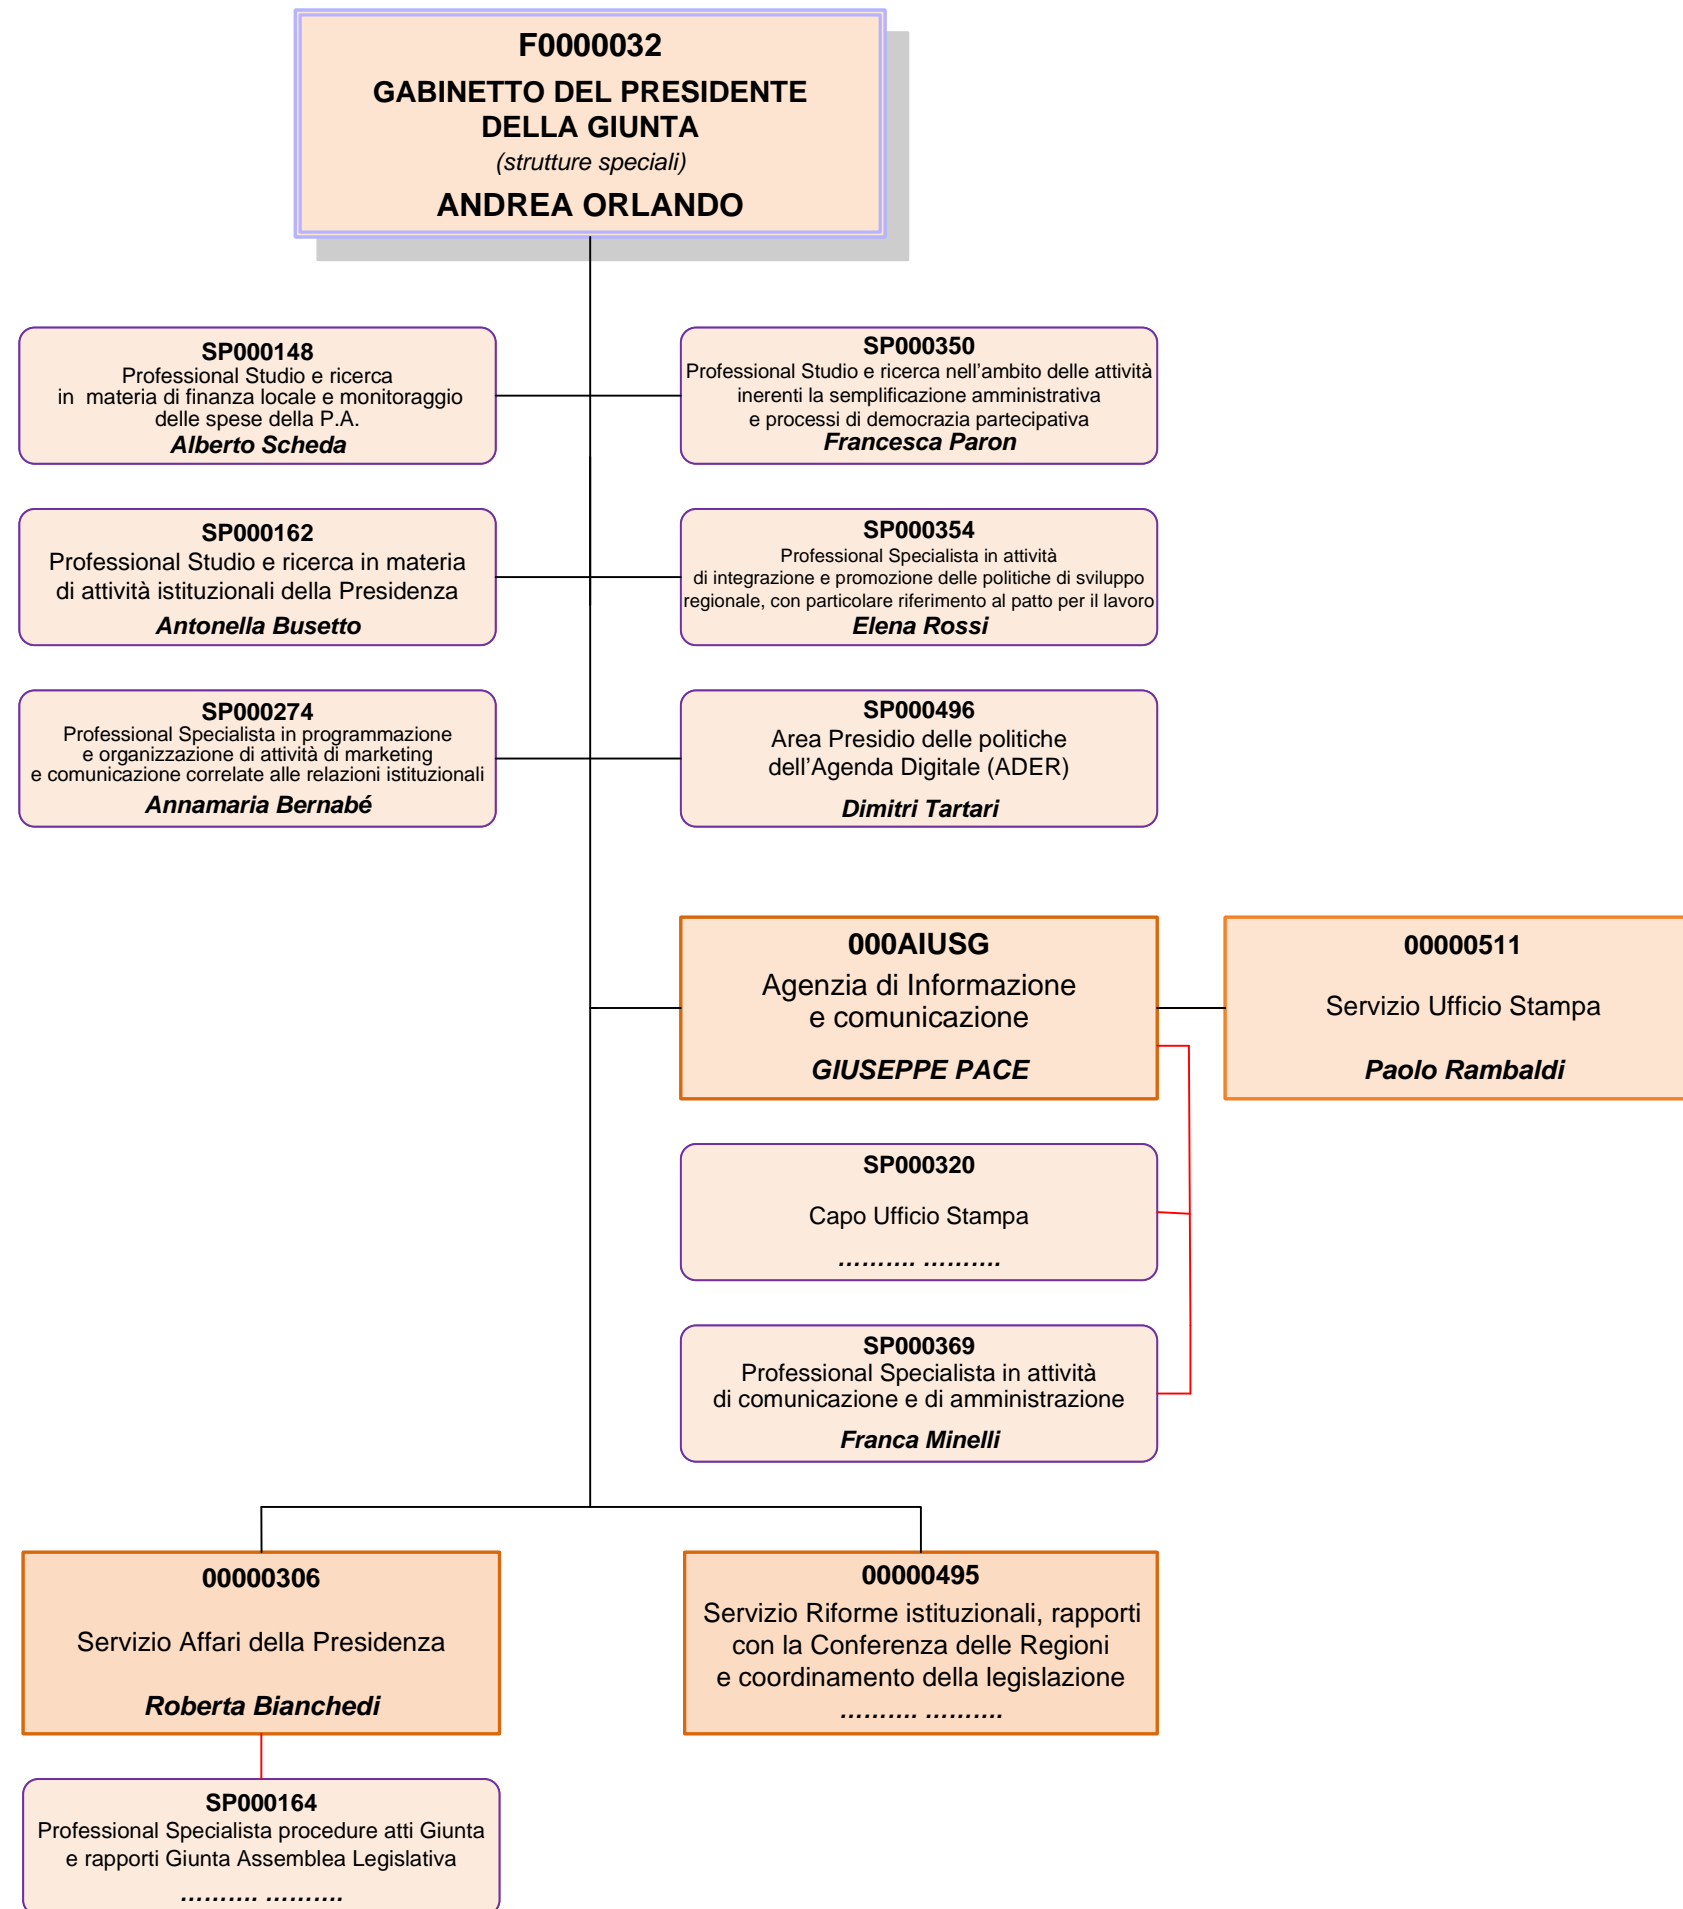 F0000032
GABINETTO DEL PRESIDENTE
DELLA GIUNTA
(strutture speciali)
ANDREA ORLANDO
SP000148
Professional Studio e ricerca
in materia di finanza locale e monitoraggio
delle spese della P.A.
Alberto Scheda
SP000350
Professional Studio e ricerca nell'ambito delle attività
inerenti la semplificazione amministrativa
e processi di democrazia partecipativa
Francesca Paron
SP000162
Professional Studio e ricerca in materia
di attività istituzionali della Presidenza
Antonella Busetto
SP000354
Professional Specialista in attività
di integrazione e promozione delle politiche di sviluppo
regionale, con particolare riferimento al patto per il lavoro
Elena Rossi
SP000274
Professional Specialista in programmazione
e organizzazione di attività di marketing
e comunicazione correlate alle relazioni istituzionali
Annamaria Bernabé
SP000496
Area Presidio delle politiche
dell'Agenda Digitale (ADER)
Dimitri Tartari
000AIUSG
Agenzia di Informazione
e comunicazione
GIUSEPPE PACE
00000511
Servizio Ufficio Stampa
Paolo Rambaldi
SP000320
Capo Ufficio Stampa
………. ……….
SP000369
Professional Specialista in attività
di comunicazione e di amministrazione
Franca Minelli
00000306
Servizio Affari della Presidenza
Roberta Bianchedi
00000495
Servizio Riforme istituzionali, rapporti
con la Conferenza delle Regioni
e coordinamento della legislazione
………. ……….
SP000164
Professional Specialista procedure atti Giunta
e rapporti Giunta Assemblea Legislativa
………. ……….